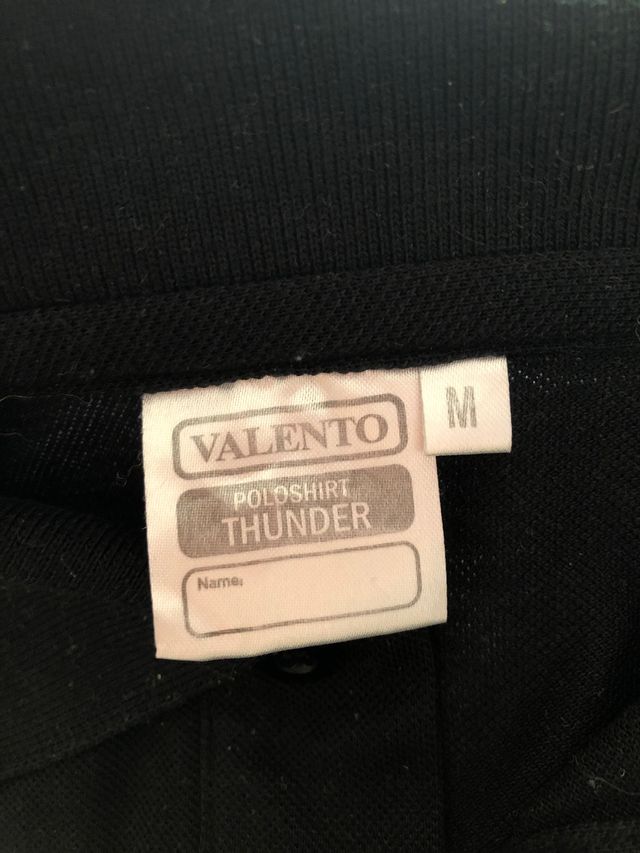 VALENTO
M
POLOSHIRT
THUNDER
Name: